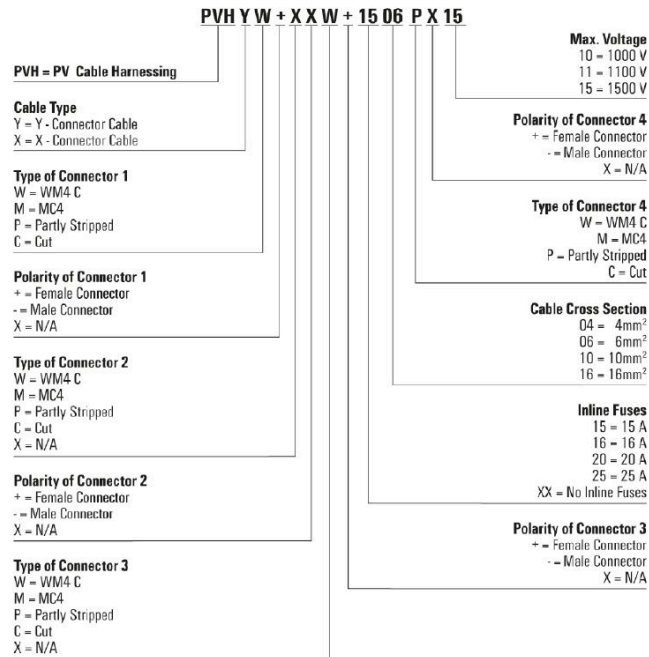 PVH Y W + X X W + 15 06 P X 15
PVH = PV Cable Harnessing
Cable Type
Y = Y - Connector Cable
X = X - Connector Cable
Type of Connector 1
W = WM4 C
M = MC4
P = Partly Stripped
C = Cut
Polarity of Connector 1
+ = Female Connector
- = Male Connector
X = N/A
Type of Connector 2
W = WM4 C
M = MC4
P = Partly Stripped
C = Cut
X = N/A
Polarity of Connector 2
+ = Female Connector
- = Male Connector
X = N/A
Type of Connector 3
W = WM4 C
M = MC4
P = Partly Stripped
C = Cut
X = N/A
Max. Voltage
10 = 1000 V
11 = 1100 V
15 = 1500 V
Polarity of Connector 4
+ = Female Connector
- = Male Connector
X = N/A
Type of Connector 4
W = WM4 C
M = MC4
P = Partly Stripped
C = Cut
Cable Cross Section
04 = 4mm²
06 = 6mm²
10 = 10mm²
16 = 16mm²
Inline Fuses
15 = 15 A
16 = 16 A
20 = 20 A
25 = 25 A
XX = No Inline Fuses
Polarity of Connector 3
+ = Female Connector
- = Male Connector
X = N/A